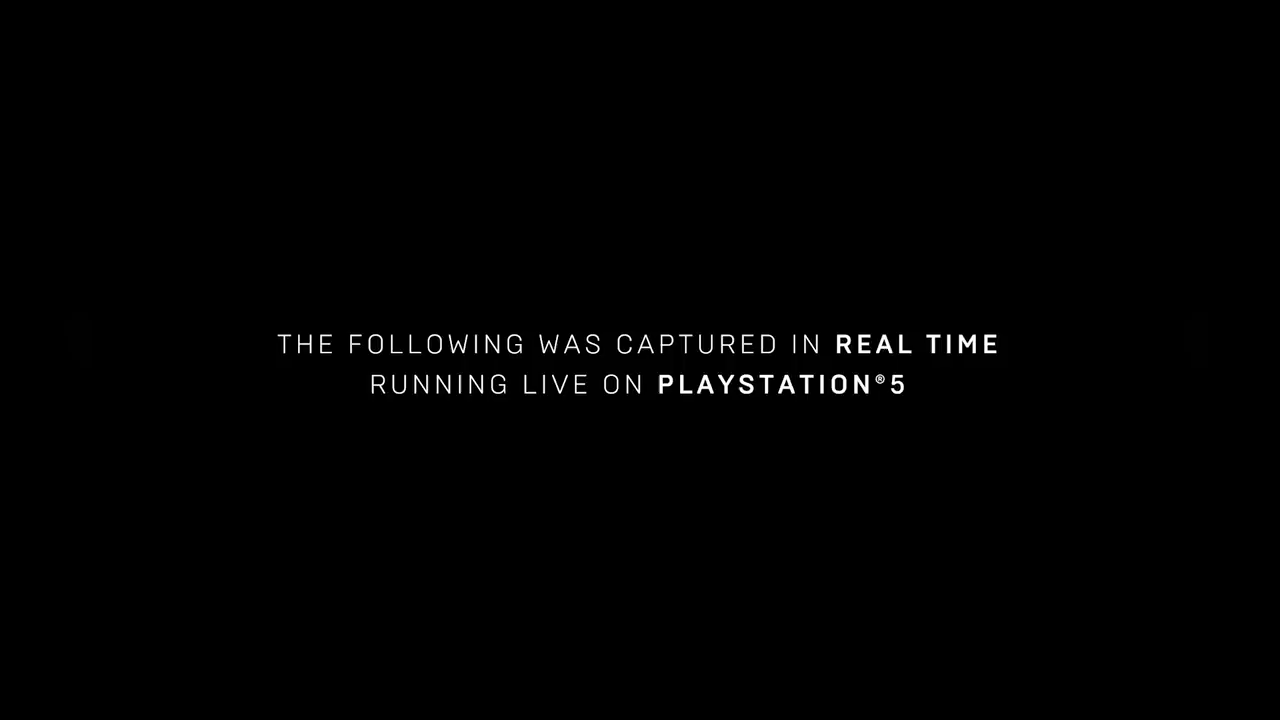 THE FOLLOWING WAS CAPTURED IN REAL TIME
RUNNING LIVE ON PLAYSTATION®5